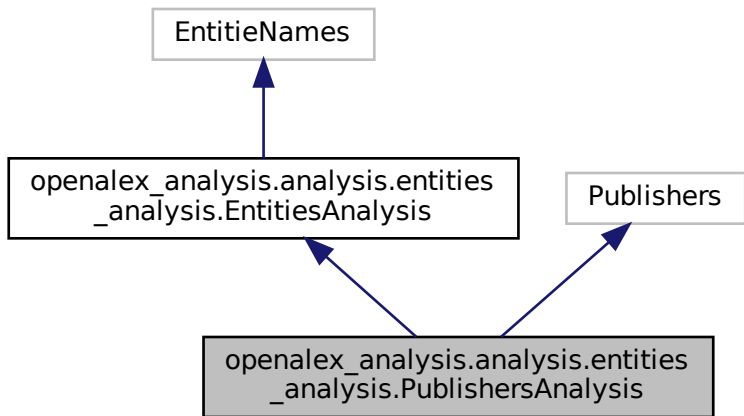 EntitieNames
openalex_analysis.analysis.entities
_analysis.EntitiesAnalysis
Publishers
openalex_analysis.analysis.entities
_analysis.PublishersAnalysis